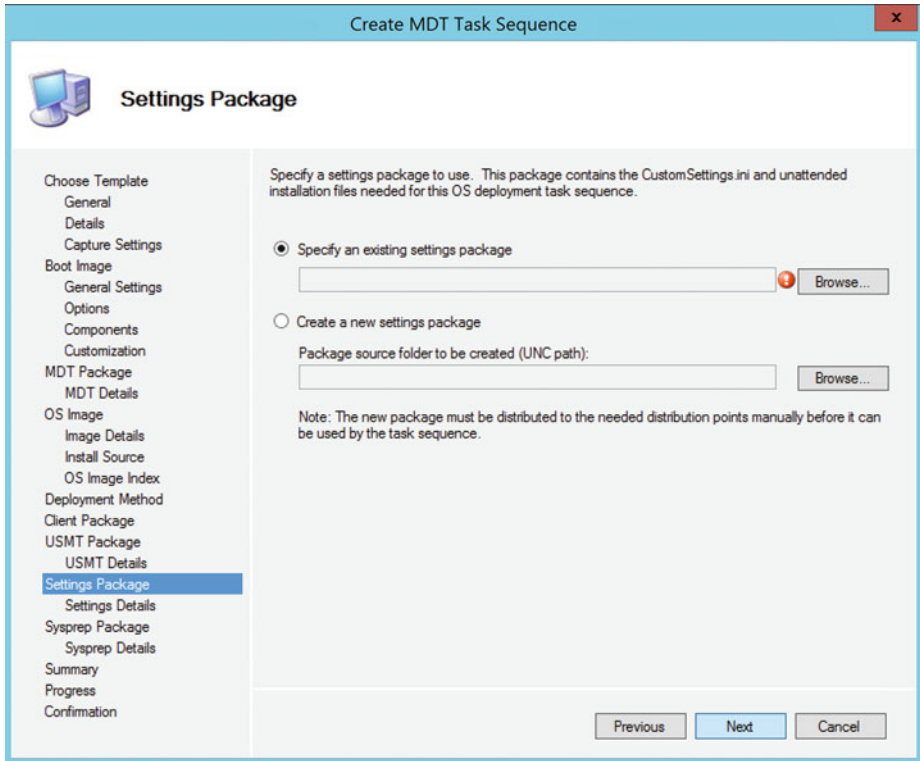 Create MDT Task Sequence
x
Settings Package
Choose Template
General
Details
Capture Settings
Boot Image
General Settings
Options
Components
Customization
MDT Package
MDT Details
OS Image
Image Details
Install Source
OS Image Index
Deployment Method
Client Package
USMT Package
USMT Details
Settings Package
Settings Details
Sysprep Package
Sysprep Details
Summary
Progress
Confirmation
Specify a settings package to use.  This package contains the CustomSettings.ini and unattended
installation files needed for this OS deployment task sequence.
Specify an existing settings package
Browse...
Create a new settings package
Package source folder to be created (UNC path):
Browse...
Note: The new package must be distributed to the needed distribution points manually before it can
be used by the task sequence.
Previous
Next
Cancel